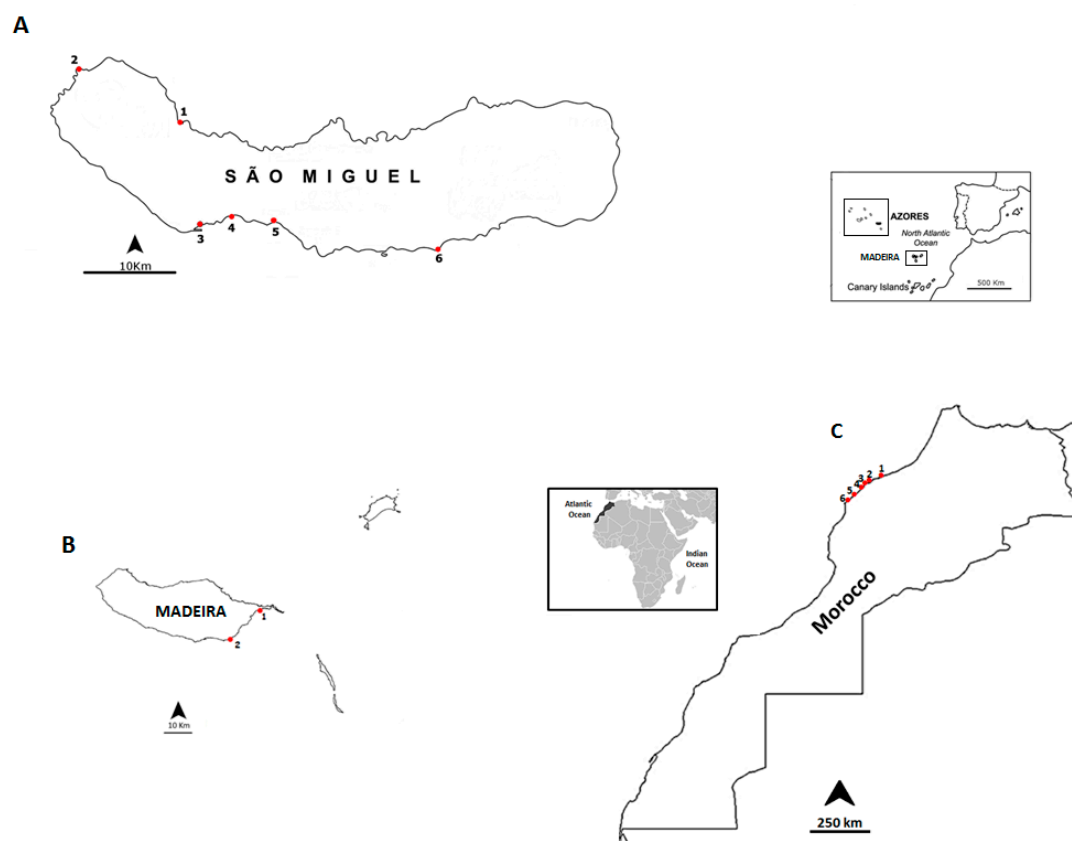 A
2
1
SÃO MIGUEL
3
4
5
6
10Km
AZORES
North Atlantic
Ocean
MADEIRA
Canary Islands
500 Km
C
1
2
3
4
5
6
Morocco
250 km
Atlantic
Ocean
Indian
Ocean
B
MADEIRA
1
2
10 Km